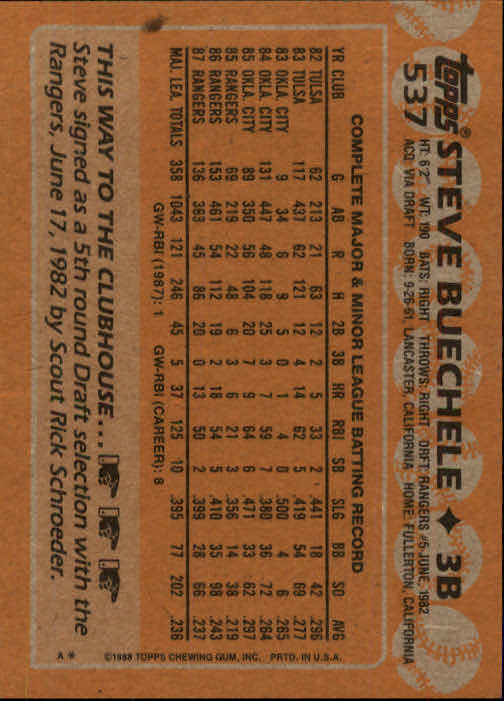 topps® STEVE BUECHELE ♦ 3B
537 HT: 6'2" WT: 190 BATS: RIGHT THROWS: RIGHT DRFT: RANGERS #5-JUNE, 1982
ACQ: VIA DRAFT BORN: 9-26-61, LANCASTER, CALIFORNIA HOME: FULLERTON, CALIFORNIA
COMPLETE MAJOR & MINOR LEAGUE BATTING RECORD
YR CLUB G AB R H 2B 3B HR RBI SB SLG BB SO AVG
82 TULSA 62 213 21 63 12 2 5 33 2 .441 18 42 .296
83 TULSA 117 437 62 121 12 4 14 62 5 .419 54 69 .277
83 OKLA. CITY 9 34 6 9 5 0 1 4 0 .500 4 6 .265
84 OKLA. CITY 131 447 48 118 25 3 7 59 7 .380 36 72 .264
85 OKLA. CITY 89 350 56 104 20 7 9 64 6 .471 33 62 .297
85 RANGERS 69 219 22 48 6 3 6 21 3 .356 14 38 .219
86 RANGERS 153 461 54 112 19 2 18 54 5 .410 35 98 .243
87 RANGERS 136 363 45 86 20 0 13 50 2 .399 28 66 .237
MAJ. LEA. TOTALS 358 1043 121 246 45 5 37 125 10 .395 77 202 .236
GW-RBI (1987): 1 GW-RBI (CAREER): 8
THIS WAY TO THE CLUBHOUSE...
Steve signed as a 5th round Draft selection with the
Rangers, June 17, 1982 by Scout Rick Schroeder.
A* ©1988 TOPPS CHEWING GUM, INC. PRTD. IN U.S.A.